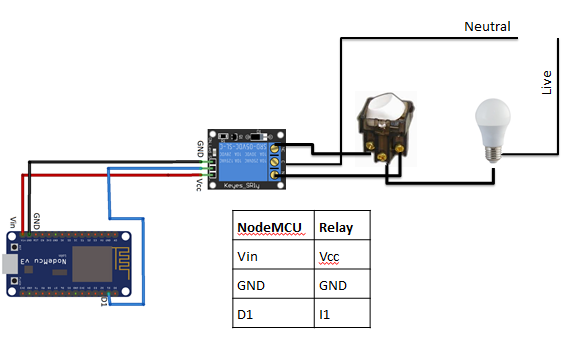 Neutral
Live
GND
Vcc
Keyes_SRly
Vin
GND
NodeMcu v3
D1
NodeMCU Relay
Vin Vcc
GND GND
D1 I1